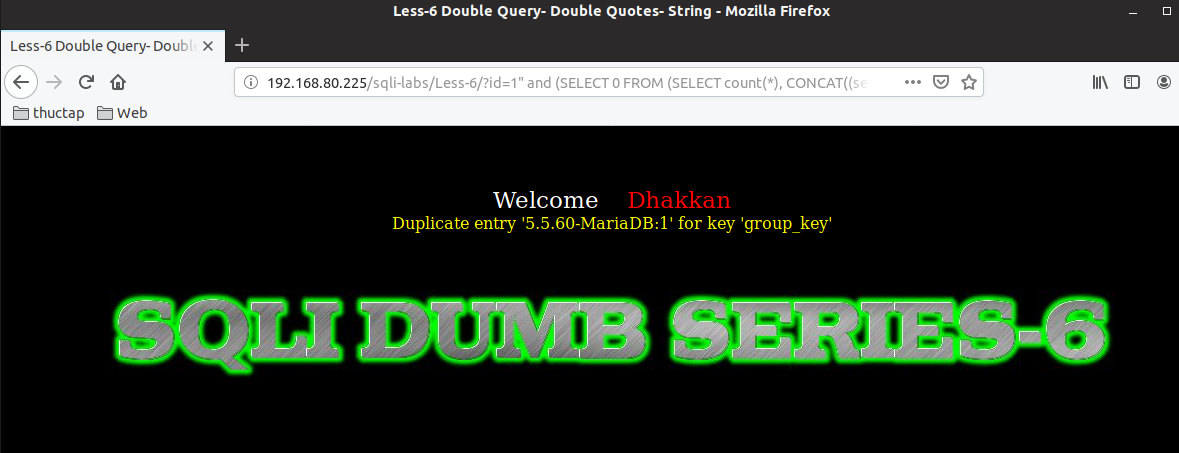 Less-6 Double Query- Double Quotes- String - Mozilla Firefox
Less-6 Double Query- Double
192.168.80.225/sqli-labs/Less-6/?id=1" and (SELECT 0 FROM (SELECT count(*), CONCAT((se
thuctap Web
Welcome Dhakkan
Duplicate entry '5.5.60-MariaDB:1' for key 'group_key'
SQLI DUMB SERIES-6